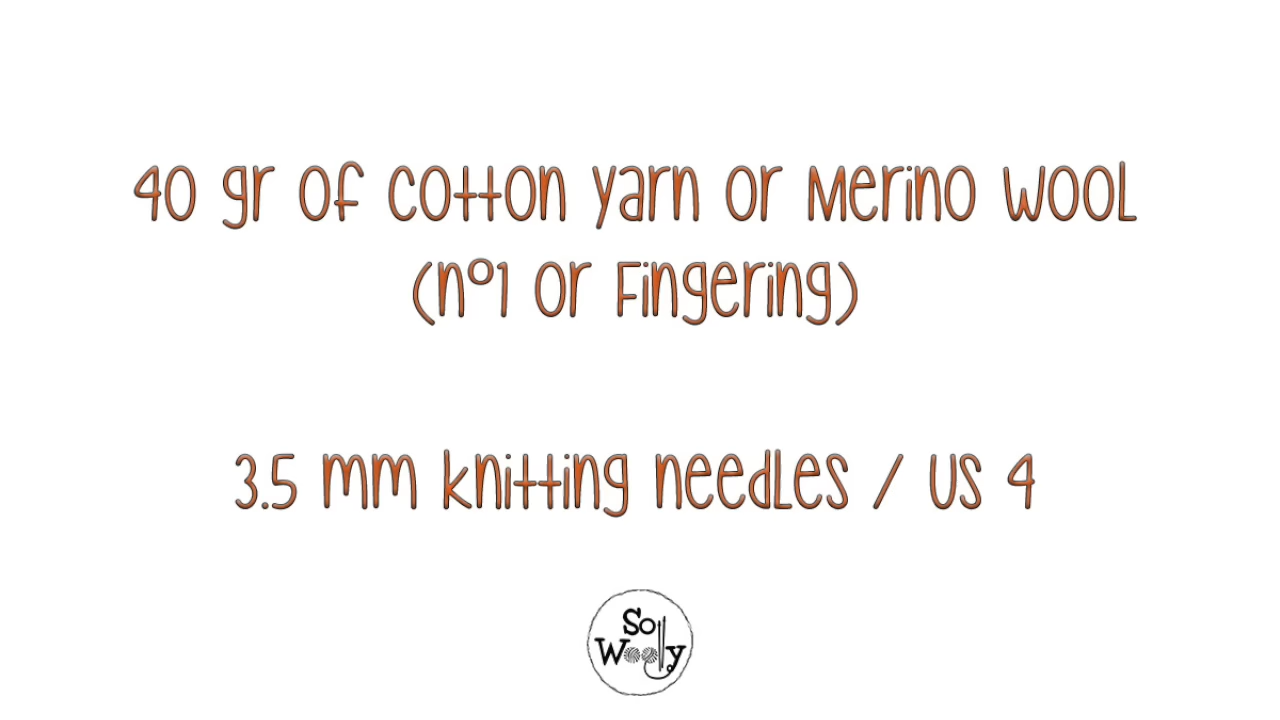 40 gr of cotton yarn or Merino wool
(nº1 or Fingering)
3.5 mm knitting needles / US 4
So
Woolly